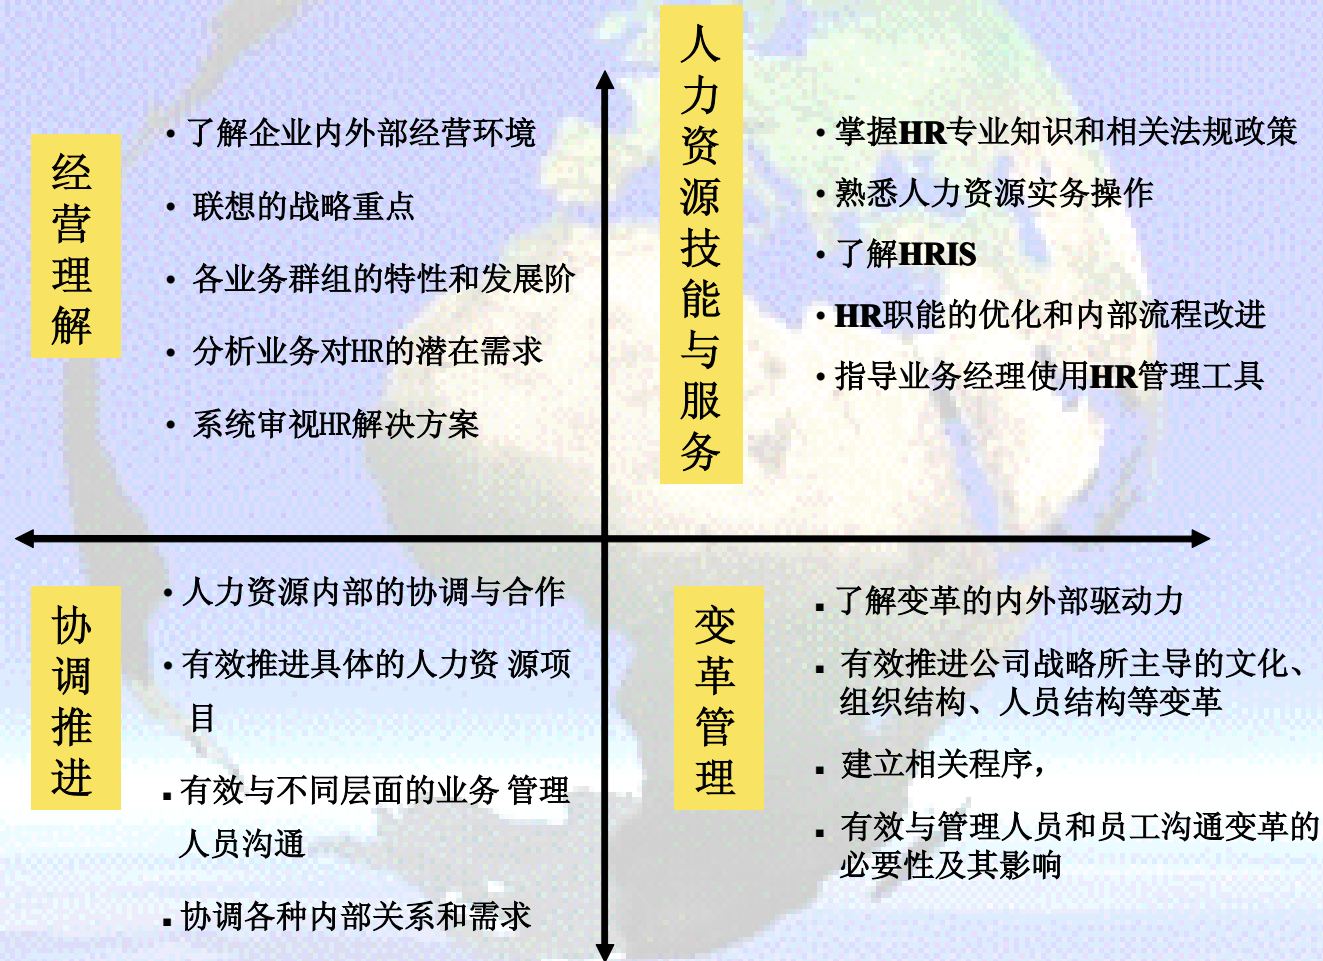 经营理解
• 了解企业内外部经营环境
• 联想的战略重点
• 各业务群组的特性和发展阶
• 分析业务对HR的潜在需求
• 系统审视HR解决方案
人力资源技能与服务
• 掌握HR专业知识和相关法规政策
• 熟悉人力资源实务操作
• 了解HRIS
• HR职能的优化和内部流程改进
• 指导业务经理使用HR管理工具
协调推进
• 人力资源内部的协调与合作
• 有效推进具体的人力资 源项
目
▪ 有效与不同层面的业务 管理
人员沟通
▪ 协调各种内部关系和需求
变革管理
▪ 了解变革的内外部驱动力
▪ 有效推进公司战略所主导的文化、
组织结构、人员结构等变革
▪ 建立相关程序，
▪ 有效与管理人员和员工沟通变革的
必要性及其影响